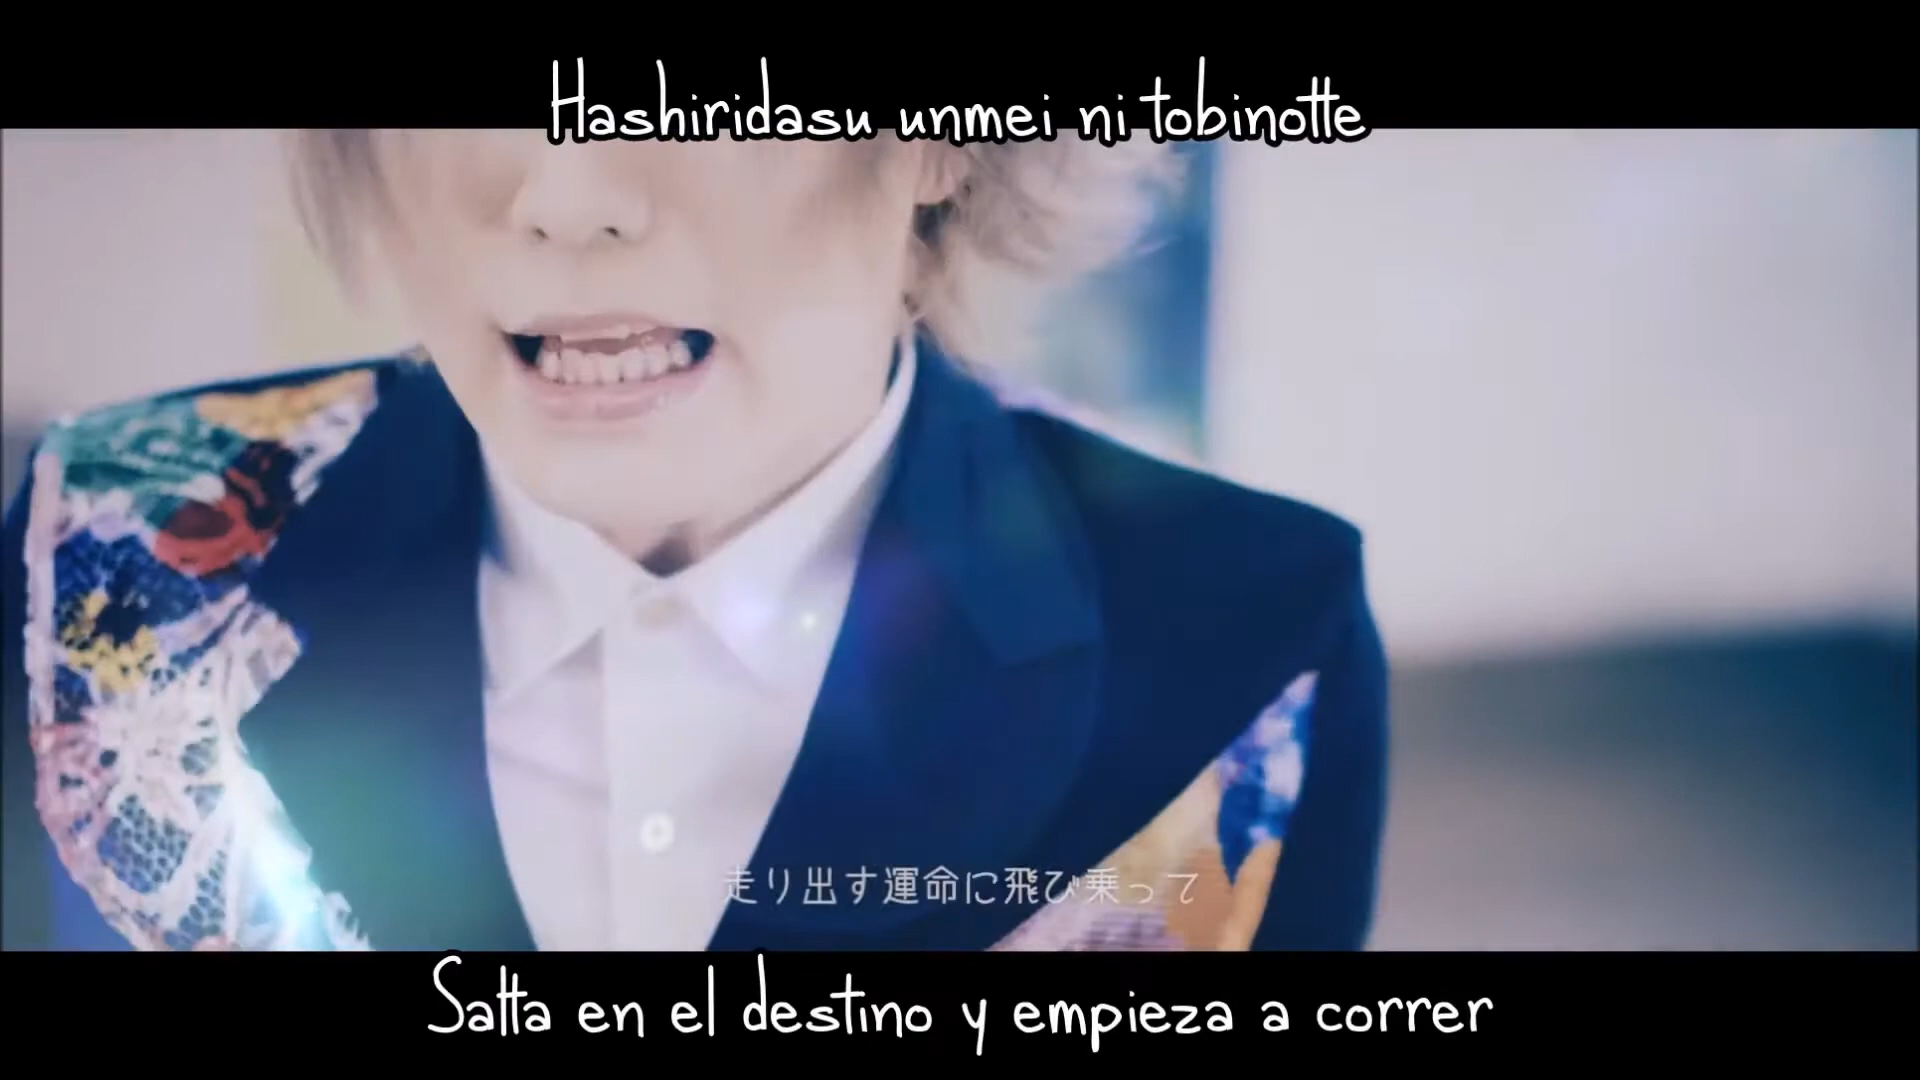 Hashiridasu unmei ni tobinotte
走り出す運命に飛び乗って
Salta en el destino y empieza a correr